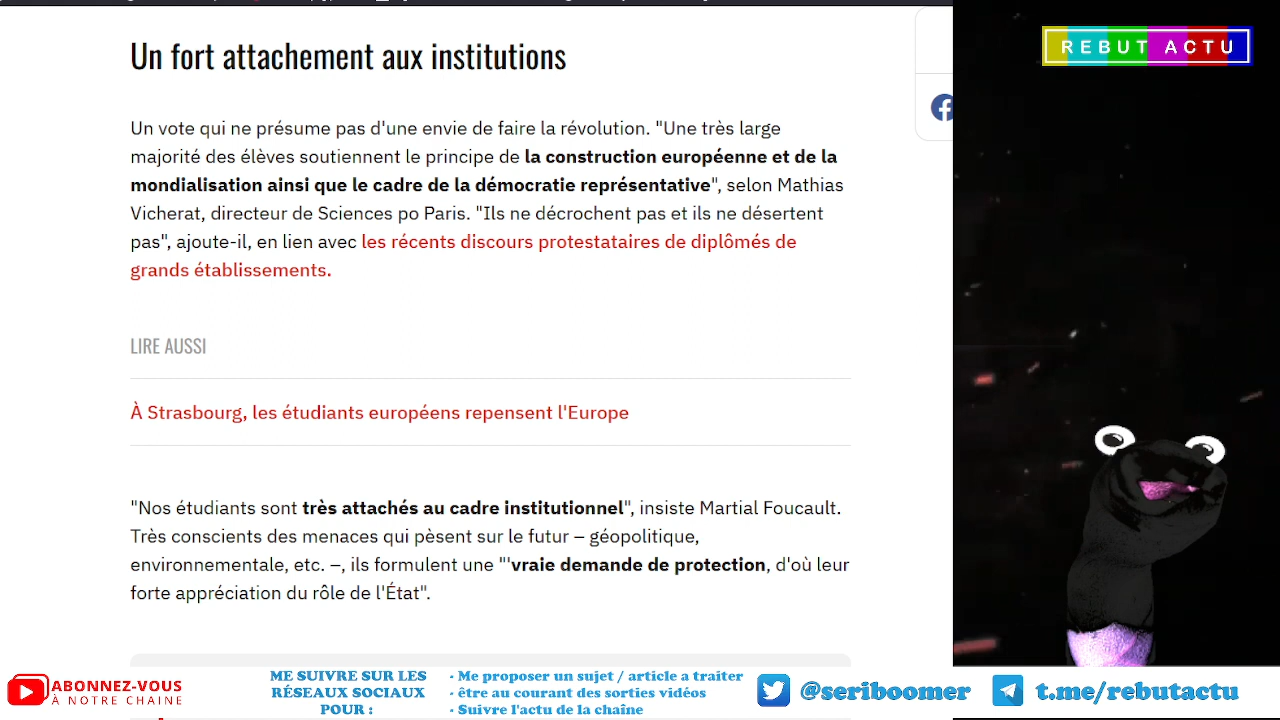 Un fort attachement aux institutions
Un vote qui ne présume pas d'une envie de faire la révolution. "Une très large
majorité des élèves soutiennent le principe de la construction européenne et de la
mondialisation ainsi que le cadre de la démocratie représentative", selon Mathias
Vicherat, directeur de Sciences po Paris. "Ils ne décrochent pas et ils ne désertent
pas", ajoute-il, en lien avec les récents discours protestataires de diplômés de
grands établissements.
LIRE AUSSI
À Strasbourg, les étudiants européens repensent l'Europe
"Nos étudiants sont très attachés au cadre institutionnel", insiste Martial Foucault.
Très conscients des menaces qui pèsent sur le futur – géopolitique,
environnementale, etc. –, ils formulent une "'vraie demande de protection, d'où leur
forte appréciation du rôle de l'État".
REBUT ACTU
ABONNEZ-VOUS
À NOTRE CHAINE
ME SUIVRE SUR LES
RÉSEAUX SOCIAUX
POUR :
- Me proposer un sujet / article a traiter
- être au courant des sorties vidéos
- Suivre l'actu de la chaîne
@seriboomer
t.me/rebutactu